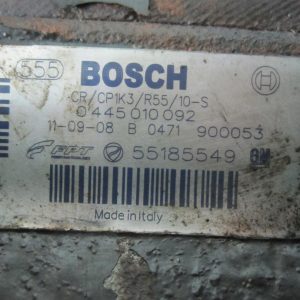 555 BOSCH
CR/CP1K3/R55/10-S
0 445 010 092
11-09-08 B 0471 900053
FPT 55185549 GM
Made in Italy